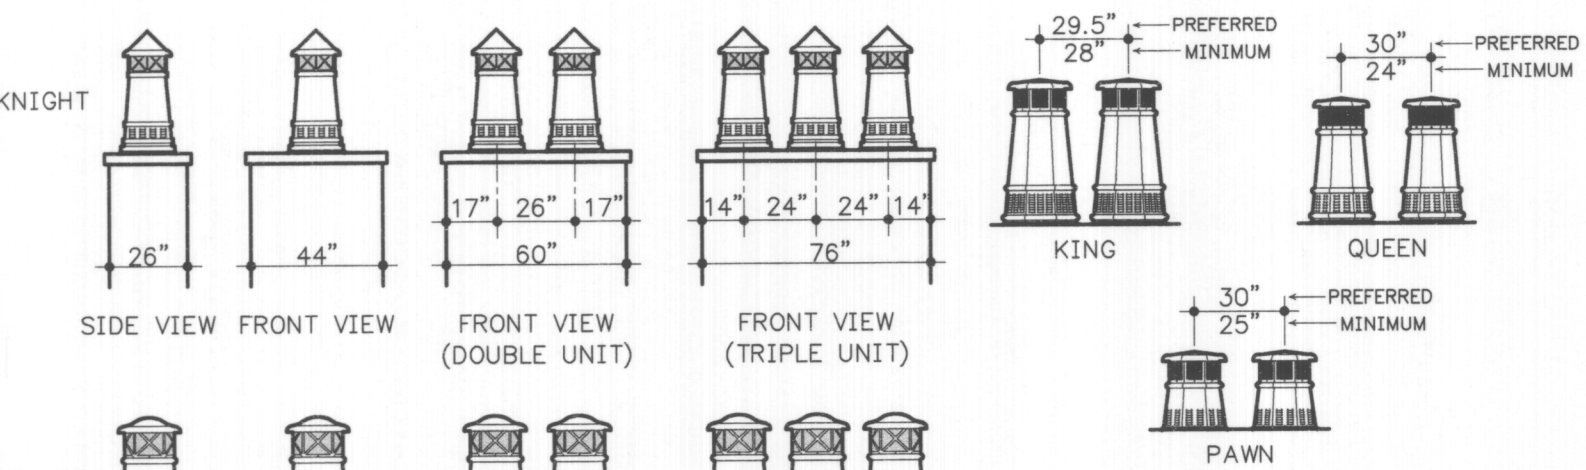 KNIGHT
26”
SIDE VIEW
44”
FRONT VIEW
17” 26” 17”
60”
FRONT VIEW
(DOUBLE UNIT)
14” 24” 24” 14”
76”
FRONT VIEW
(TRIPLE UNIT)
29.5” PREFERRED
28” MINIMUM
KING
30” PREFERRED
24” MINIMUM
QUEEN
30” PREFERRED
25” MINIMUM
PAWN